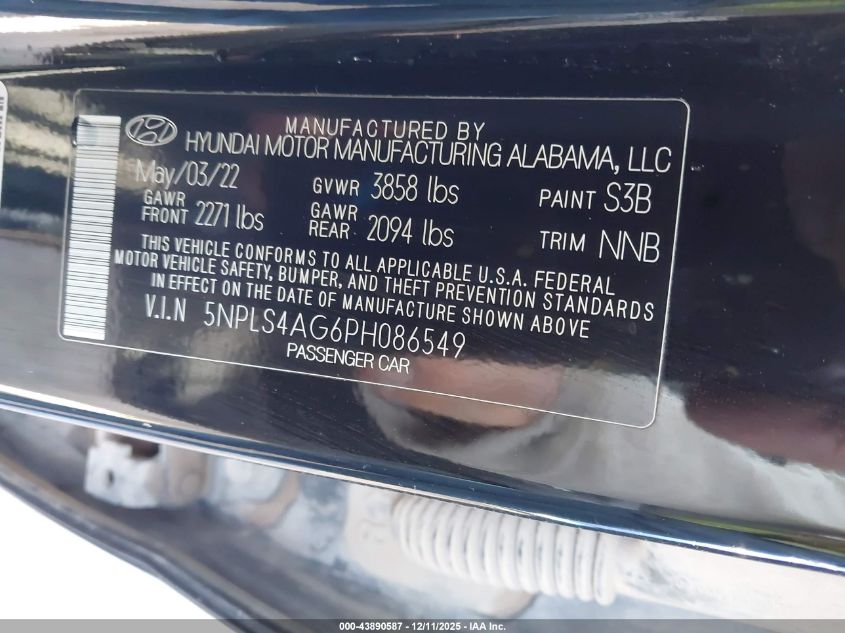 MANUFACTURED BY
HYUNDAI MOTOR MANUFACTURING ALABAMA, LLC
May/03/22 GVWR 3858 lbs PAINT S3B
GAWR FRONT 2271 lbs GAWR REAR 2094 lbs TRIM NNB
THIS VEHICLE CONFORMS TO ALL APPLICABLE U.S.A. FEDERAL
MOTOR VEHICLE SAFETY, BUMPER, AND THEFT PREVENTION STANDARDS
IN EFFECT ON THE DATE OF MANUFACTURE SHOWN ABOVE
V.I.N 5NPLS4AG6PH086549
PASSENGER CAR
000-43890587 - 12/11/2025 - IAA Inc.